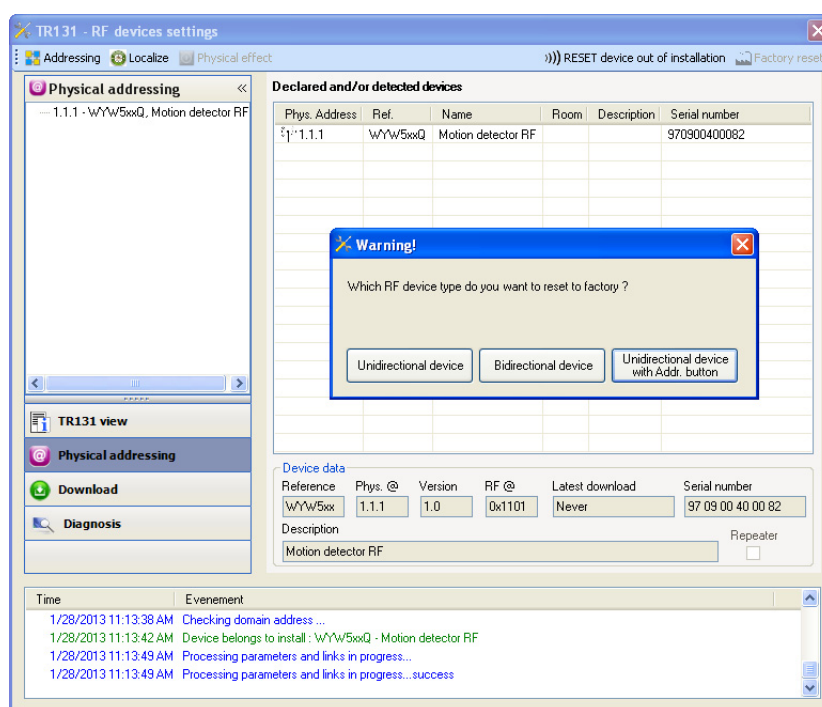 TR131 - RF devices settings
Addressing Localize Physical effect ))) RESET device out of installation Factory reset
Physical addressing «
1.1.1 - WYW5xxQ, Motion detector RF
Declared and/or detected devices
Phys. Address Ref. Name Room Description Serial number
1.1.1 WYW5xxQ Motion detector RF 970900400082
Warning!
Which RF device type do you want to reset to factory ?
Unidirectional device Bidirectional device Unidirectional device
with Addr. button
TR131 view
Physical addressing
Download
Diagnosis
Device data
Reference Phys. @ Version RF @ Latest download Serial number
WYW5xx 1.1.1 1.0 0x1101 Never 97 09 00 40 00 82
Description Repeater
Motion detector RF
Time Evenement
1/28/2013 11:13:38 AM Checking domain address ...
1/28/2013 11:13:42 AM Device belongs to install : WYW5xxQ - Motion detector RF
1/28/2013 11:13:49 AM Processing parameters and links in progress...
1/28/2013 11:13:49 AM Processing parameters and links in progress...success